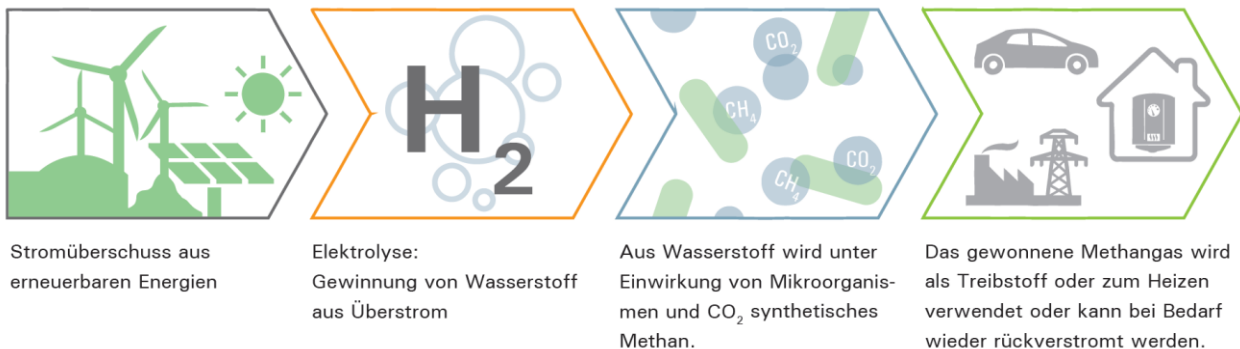 H2
CO2
CH4
CO2
CH4
Stromüberschuss aus
erneuerbaren Energien
Elektrolyse:
Gewinnung von Wasserstoff
aus Überstrom
Aus Wasserstoff wird unter
Einwirkung von Mikroorganis-
men und CO2 synthetisches
Methan.
Das gewonnene Methangas wird
als Treibstoff oder zum Heizen
verwendet oder kann bei Bedarf
wieder rückverstromt werden.